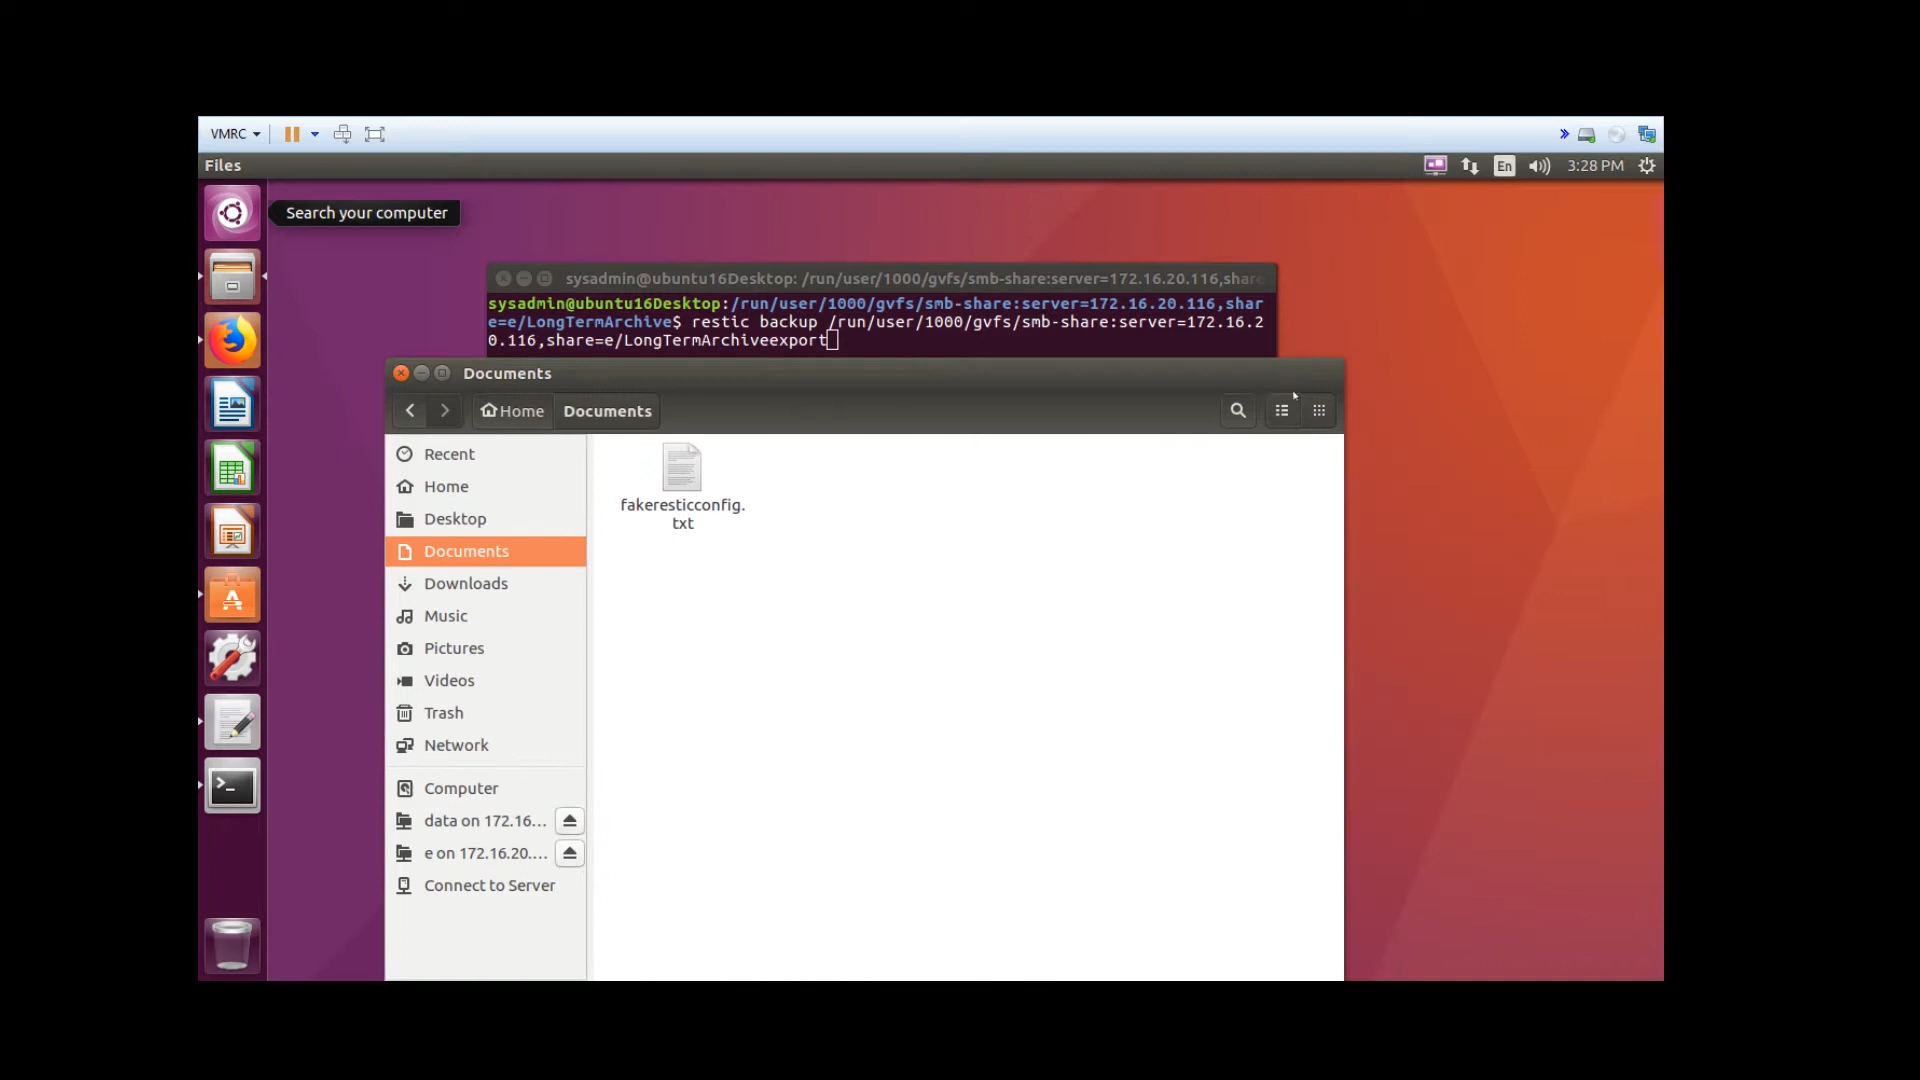 VMRC
Files
En
3:28 PM
Search your computer
sysadmin@ubuntu16Desktop: /run/user/1000/gvfs/smb-share:server=172.16.20.116,share
sysadmin@ubuntu16Desktop:/run/user/1000/gvfs/smb-share:server=172.16.20.116,shar
e=e/LongTermArchive$ restic backup /run/user/1000/gvfs/smb-share:server=172.16.2
0.116,share=e/LongTermArchiveexport
Documents
Home
Documents
Recent
Home
Desktop
Documents
Downloads
Music
Pictures
Videos
Trash
Network
Computer
data on 172.16...
e on 172.16.20....
Connect to Server
fakeresticconfig.
txt